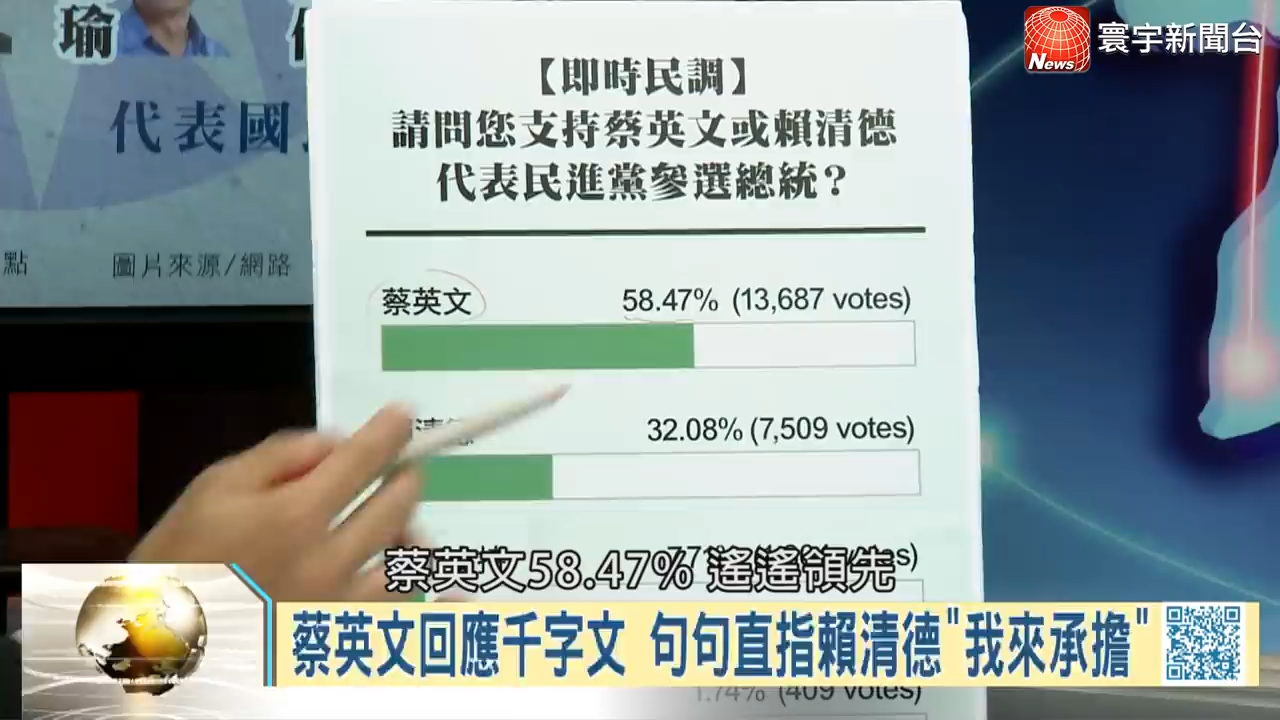 瑜
代表國
點
圖片來源/網路
News
寰宇新聞台
【即時民調】
請問您支持蔡英文或賴清德
代表民進黨參選總統？
蔡英文 58.47% (13,687 votes)
32.08% (7,509 votes)
蔡英文58.47% 遙遙領先
蔡英文回應千字文 句句直指賴清德"我來承擔"
1.74% (409 votes)